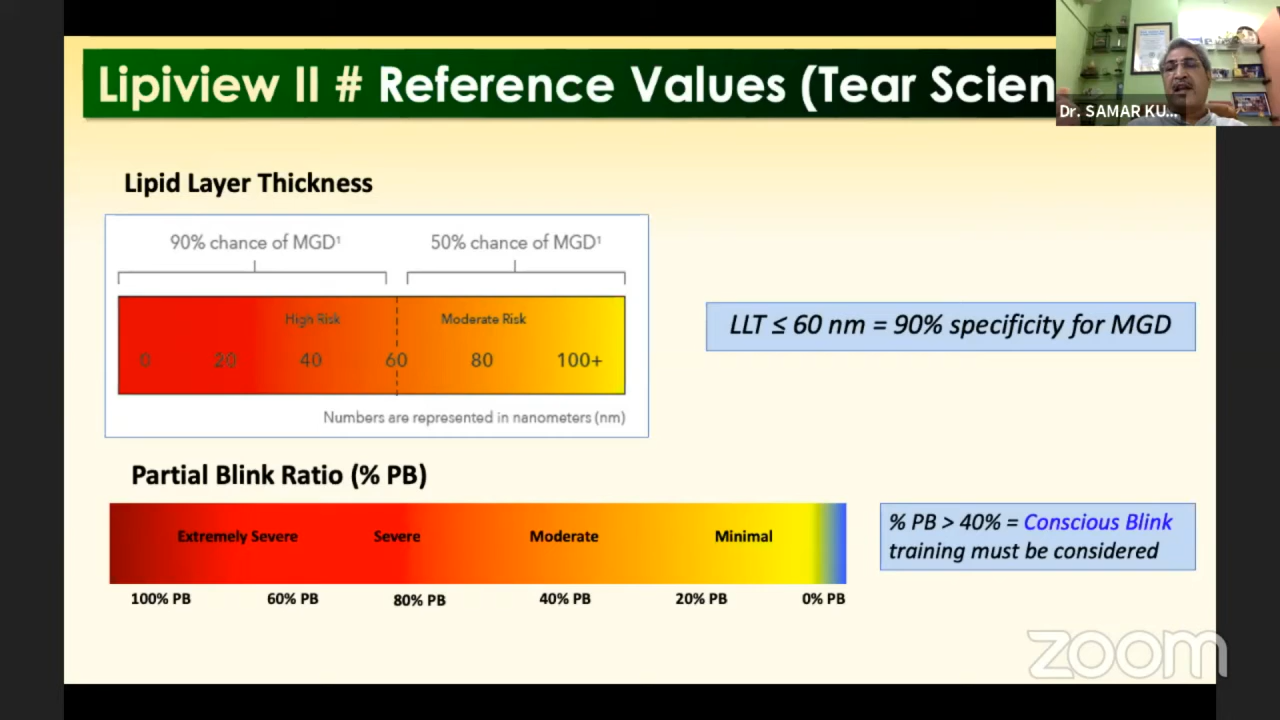 Lipiview II # Reference Values (Tear Scien
Dr. SAMAR KU...
Lipid Layer Thickness
90% chance of MGD¹
50% chance of MGD¹
High Risk
Moderate Risk
0 20 40 60 80 100+
Numbers are represented in nanometers (nm)
LLT ≤ 60 nm = 90% specificity for MGD
Partial Blink Ratio (% PB)
Extremely Severe Severe Moderate Minimal
100% PB 60% PB 80% PB 40% PB 20% PB 0% PB
% PB > 40% = Conscious Blink
training must be considered
zoom